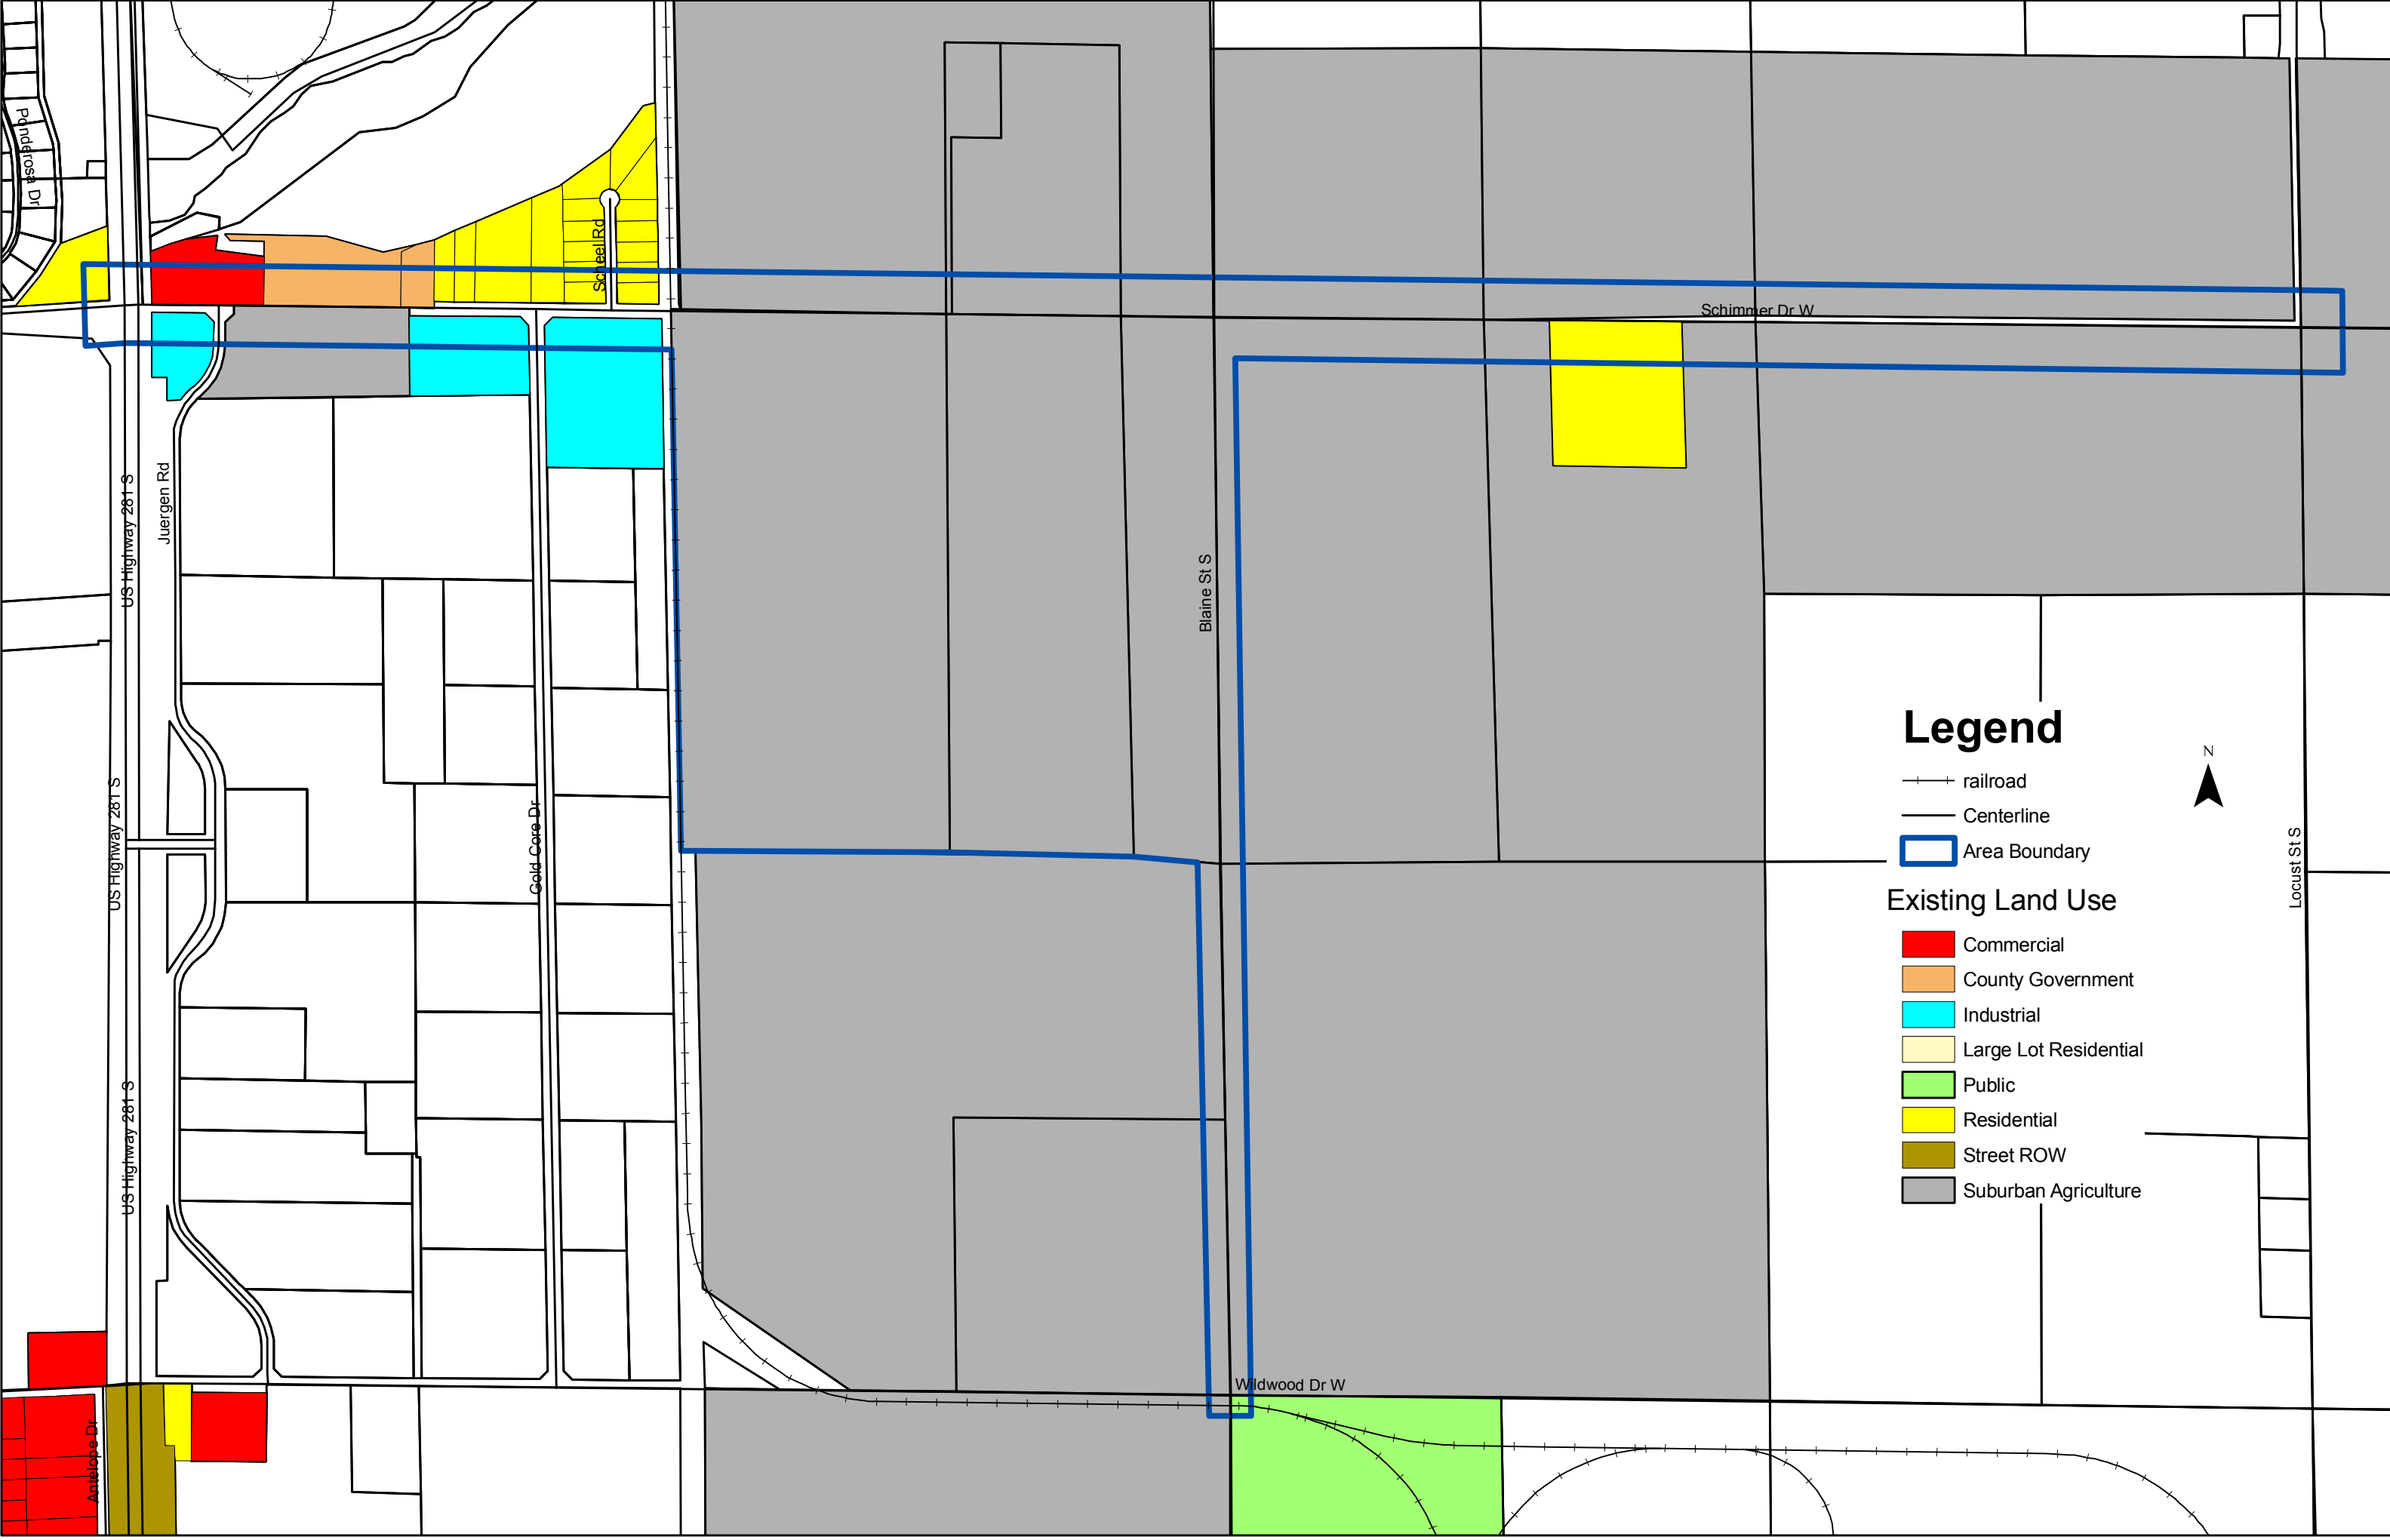 Ponderosa Dr
Scheel Rd
Schimmer Dr W
US Highway 281 S
Juergen Rd
Blaine St S
Legend
N
railroad
Centerline
Area Boundary
US Highway 281 S
Gold Core Dr
Locust St S
Existing Land Use
Commercial
County Government
Industrial
Large Lot Residential
Public
Residential
Street ROW
Suburban Agriculture
US Highway 281 S
Wildwood Dr W
Antelope Dr